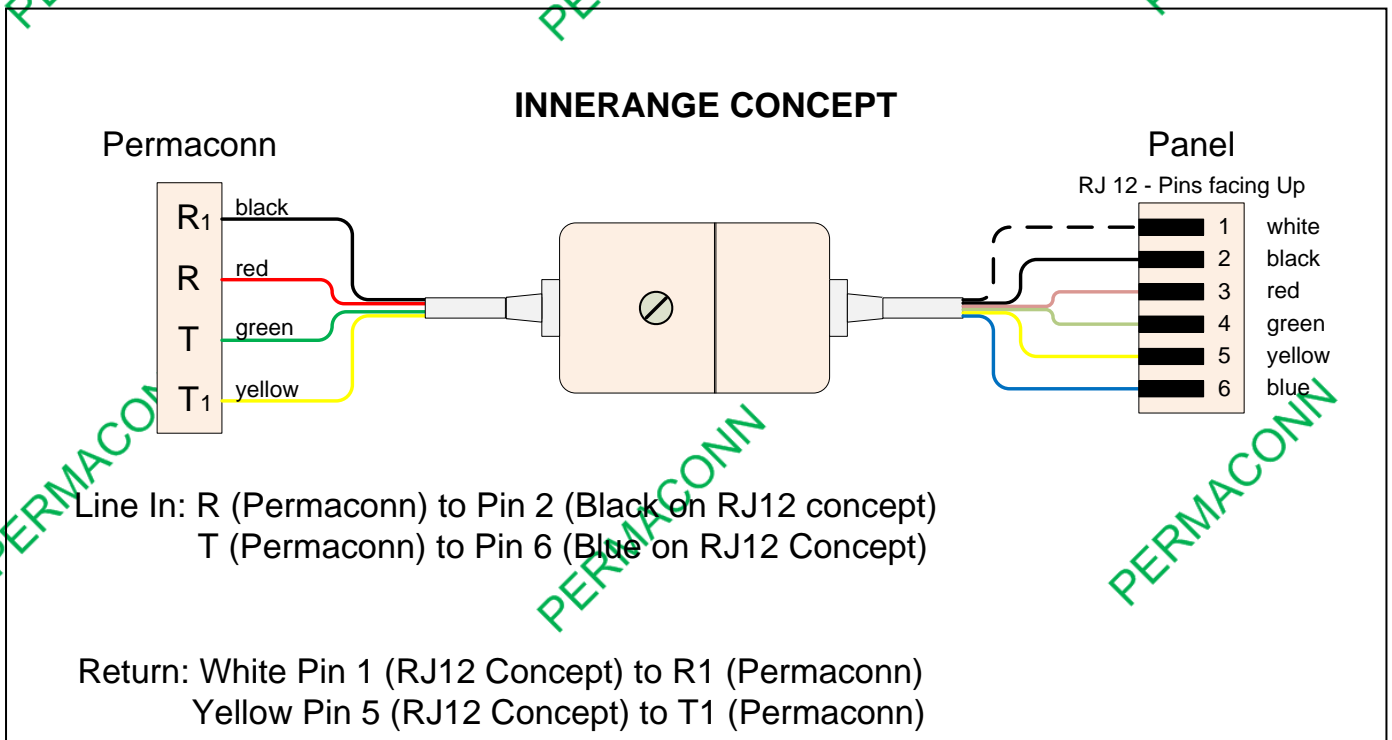 INNERANGE CONCEPT
Permaconn
Panel
RJ 12 - Pins facing Up
R1 black
R red
T green
T1 yellow
1 white
2 black
3 red
4 green
5 yellow
6 blue
Line In: R (Permaconn) to Pin 2 (Black on RJ12 concept)
T (Permaconn) to Pin 6 (Blue on RJ12 Concept)
Return: White Pin 1 (RJ12 Concept) to R1 (Permaconn)
Yellow Pin 5 (RJ12 Concept) to T1 (Permaconn)
PERMACONN
PERMACONN
PERMACONN